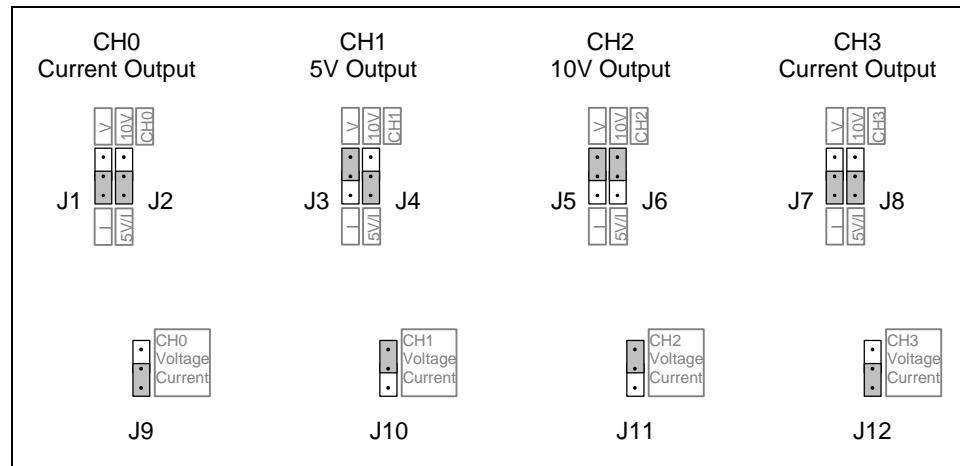 CH0
Current Output
CH1
5V Output
CH2
10V Output
CH3
Current Output
V
10V
CH0
V
10V
CH1
V
10V
CH2
V
10V
CH3
J1
J2
J3
J4
J5
J6
J7
J8
I
5V/I
I
5V/I
I
5V/I
I
5V/I
CH0
Voltage
Current
CH1
Voltage
Current
CH2
Voltage
Current
CH3
Voltage
Current
J9
J10
J11
J12